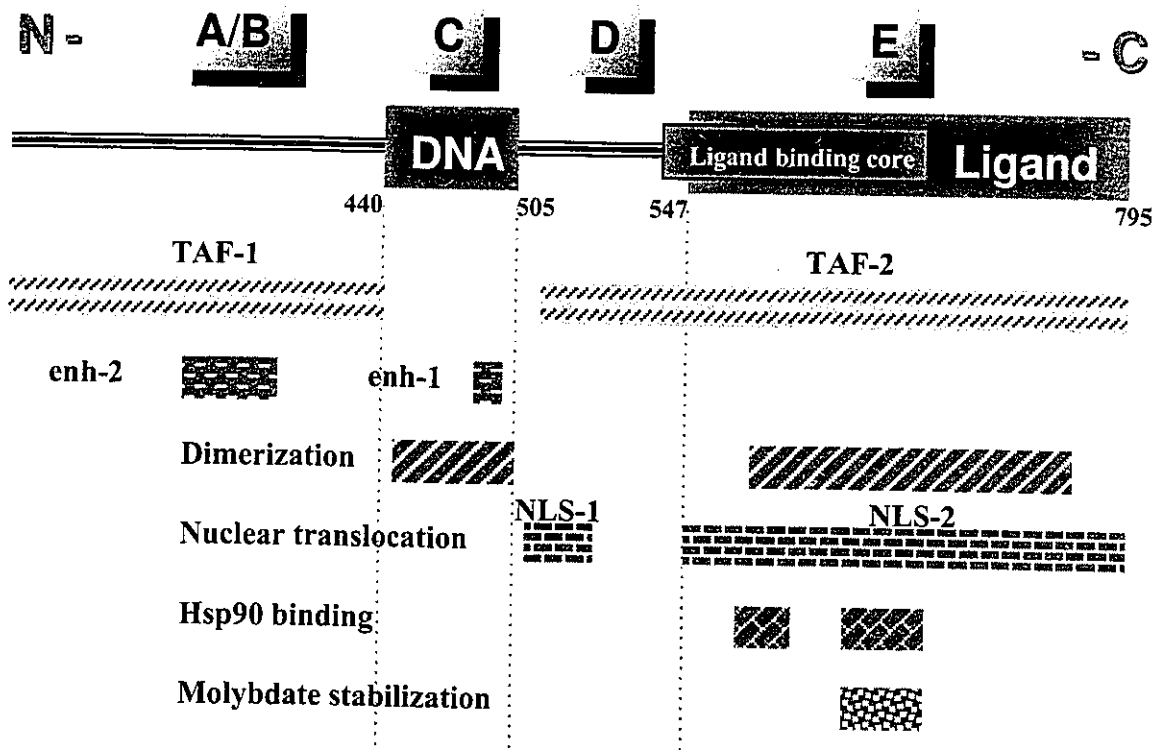 N - A/B C D E - C
DNA Ligand binding core Ligand
440 505 547 795
TAF-1 TAF-2
enh-2 enh-1
Dimerization
NLS-1 NLS-2
Nuclear translocation
Hsp90 binding
Molybdate stabilization